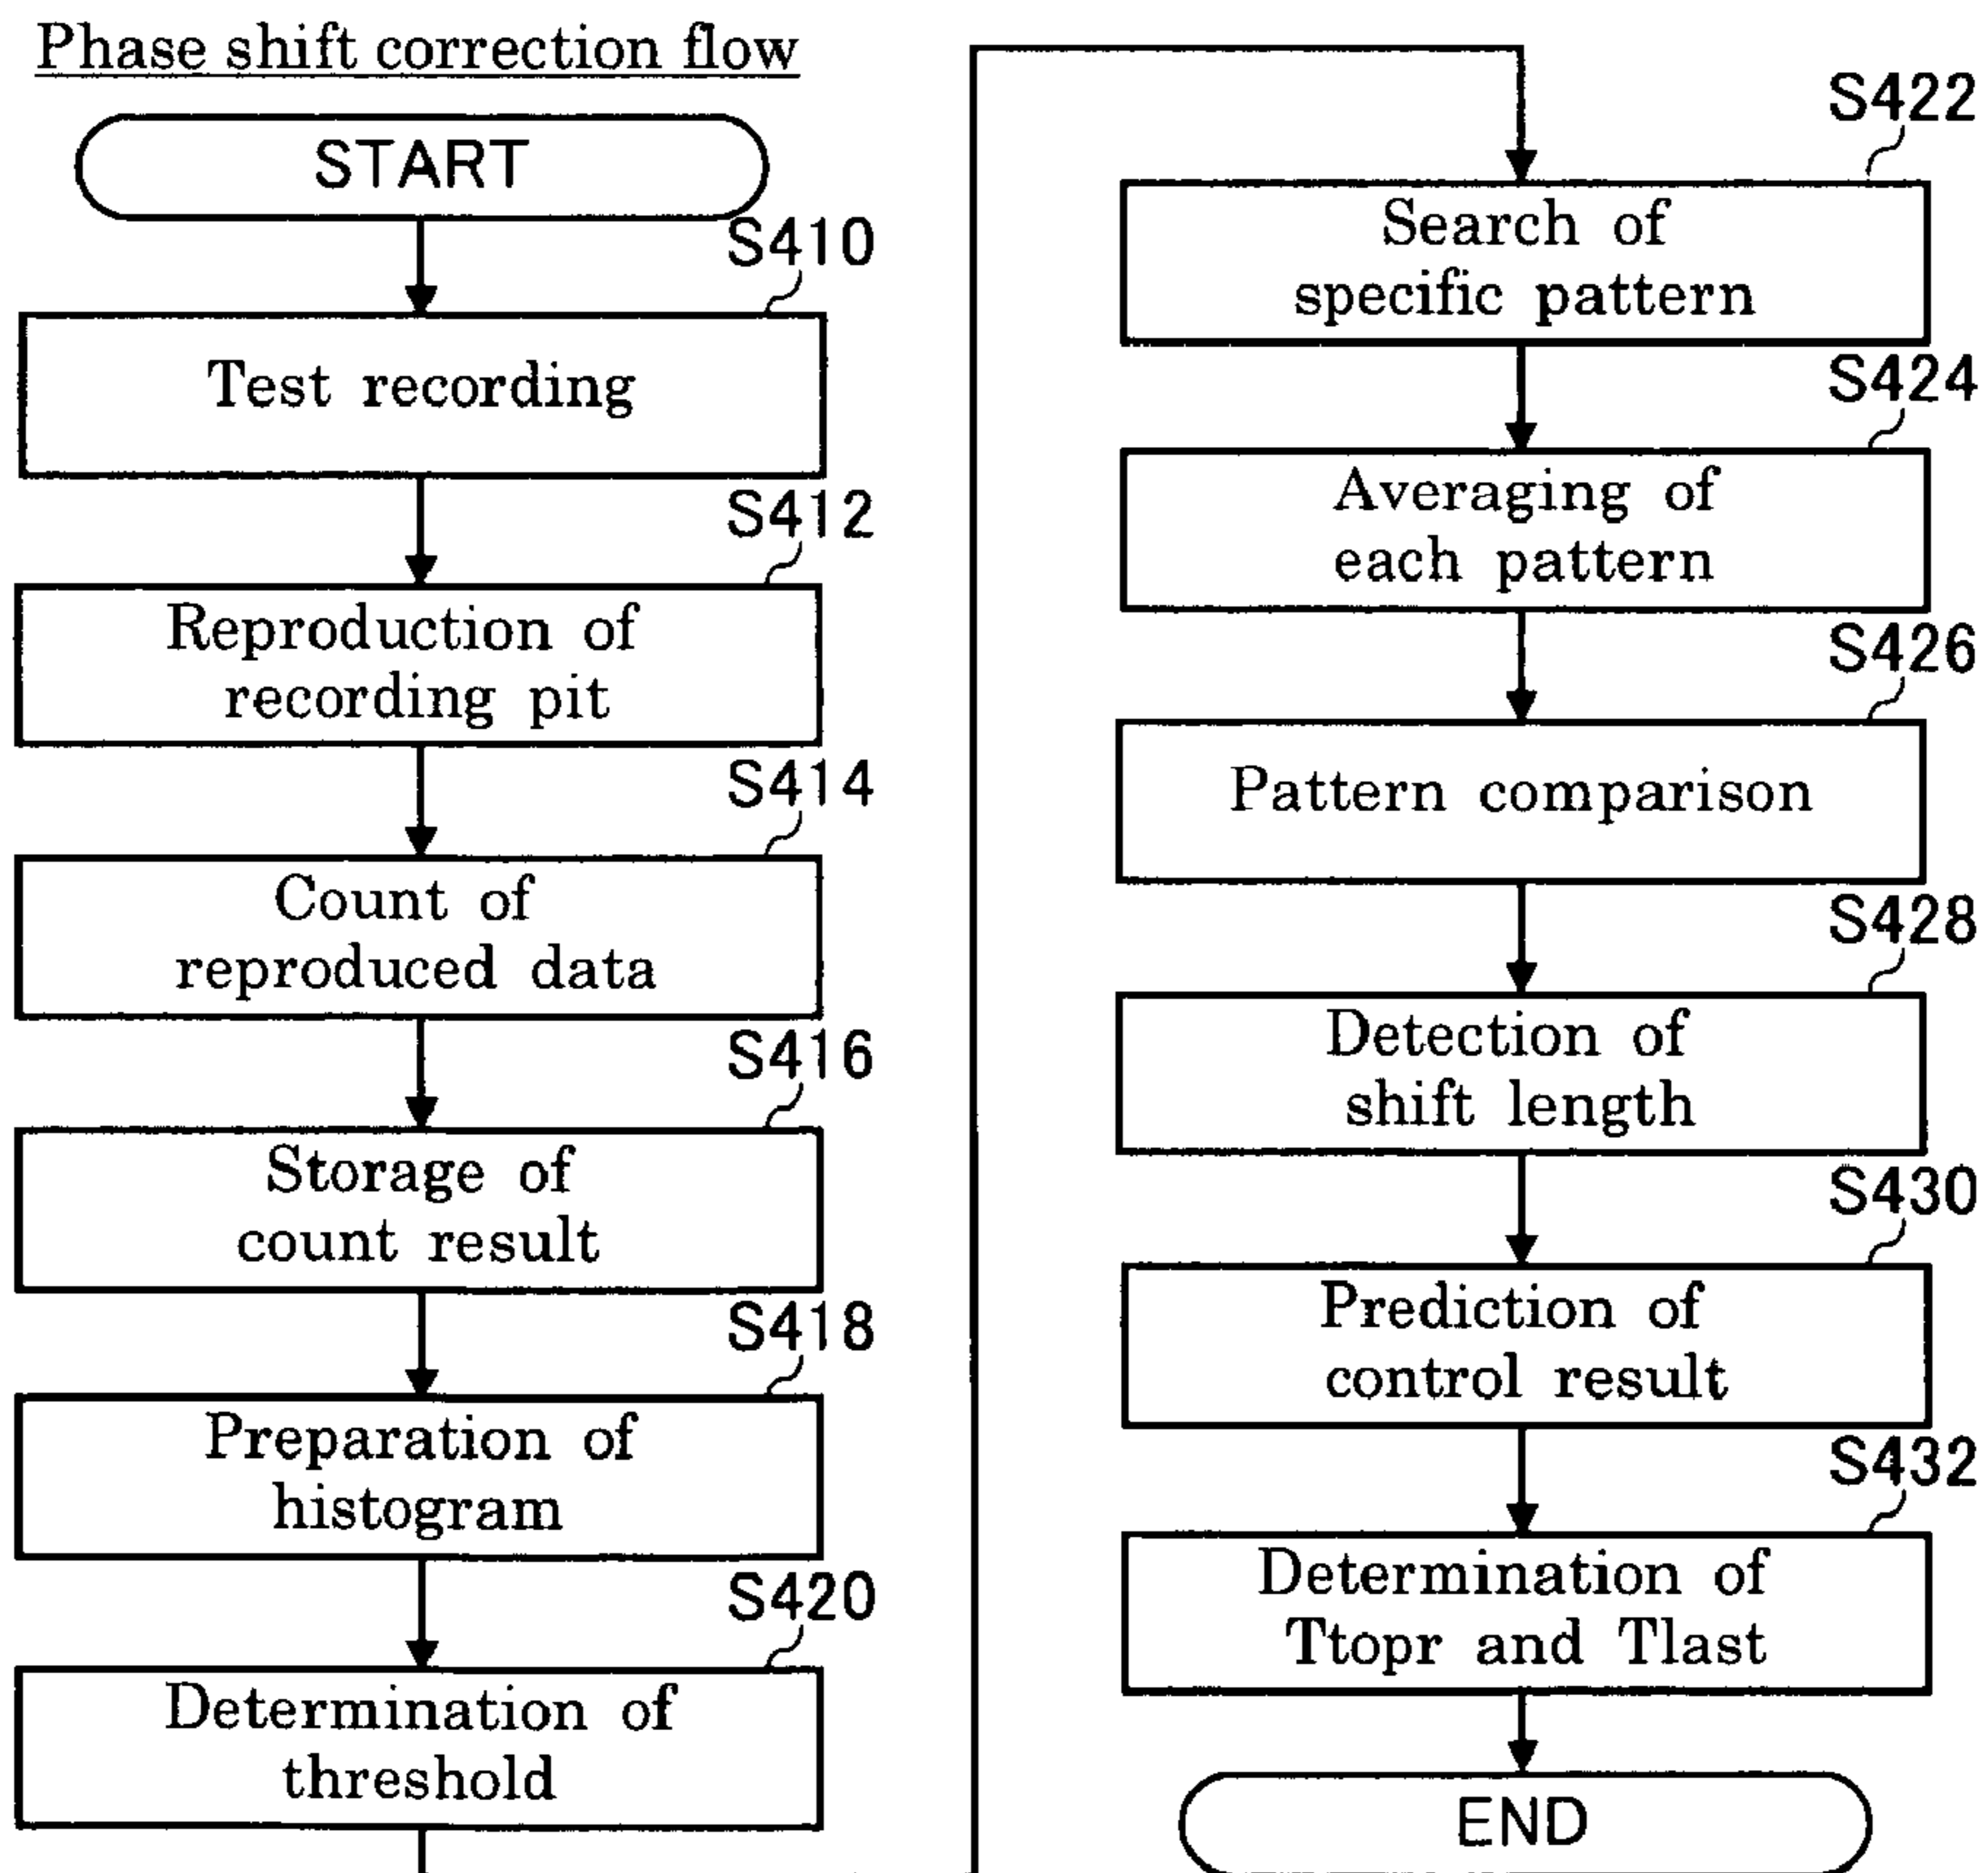 Phase shift correction flow
START
S410
Test recording
S412
Reproduction of
recording pit
S414
Count of
reproduced data
S416
Storage of
count result
S418
Preparation of
histogram
S420
Determination of
threshold
S422
Search of
specific pattern
S424
Averaging of
each pattern
S426
Pattern comparison
S428
Detection of
shift length
S430
Prediction of
control result
S432
Determination of
Ttopr and Tlast
END